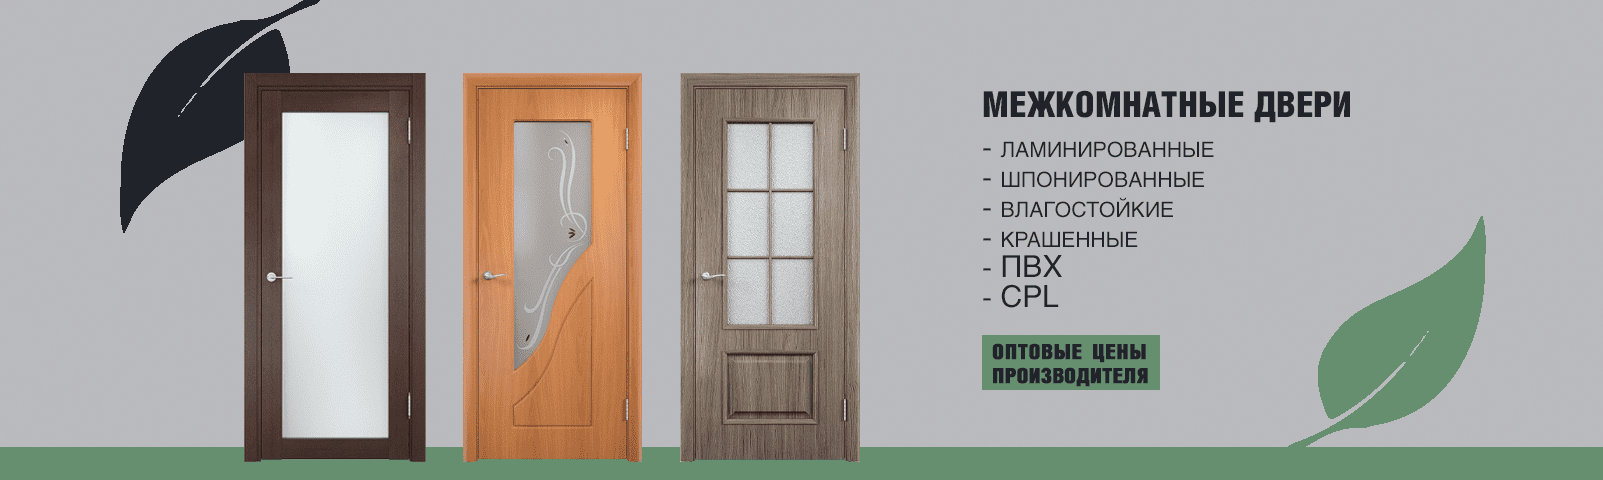 МЕЖКОМНАТНЫЕ ДВЕРИ
- ЛАМИНИРОВАННЫЕ
- ШПОНИРОВАННЫЕ
- ВЛАГОСТОЙКИЕ
- КРАШЕННЫЕ
- ПВХ
- CPL
ОПТОВЫЕ ЦЕНЫ
ПРОИЗВОДИТЕЛЯ